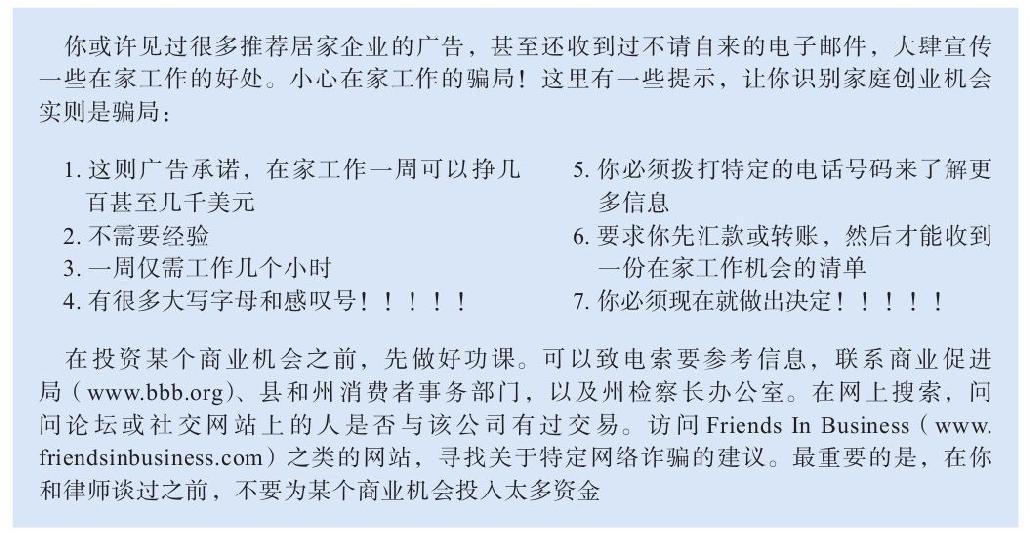 你或许见过很多推荐居家企业的广告，甚至还收到过不请自来的电子邮件，人肆宣传
一些在家工作的好处。小心在家工作的骗局！这里有一些提示，让你识别家庭创业机会
实则是骗局：
1. 这则广告承诺，在家工作一周可以挣几
百甚至几千美元
2. 不需要经验
3. 一周仅需工作几个小时
4. 有很多大写字母和感叹号！！！！！
5. 你必须拨打特定的电话号码来了解更
多信息
6. 要求你先汇款或转账，然后才能收到
一份在家工作机会的清单
7. 你必须现在就做出决定！！！！！
在投资某个商业机会之前，先做好功课。可以致电索要参考信息，联系商业促进
局（www.bbb.org）、县和州消费者事务部门，以及州检察长办公室。在网上搜索，问
问论坛或社交网站上的人是否与该公司有过交易。访问 Friends In Business（www.
friendsinbusiness.com）之类的网站，寻找关于特定网络诈骗的建议。最重要的是，在你
和律师谈过之前，不要为某个商业机会投入太多资金